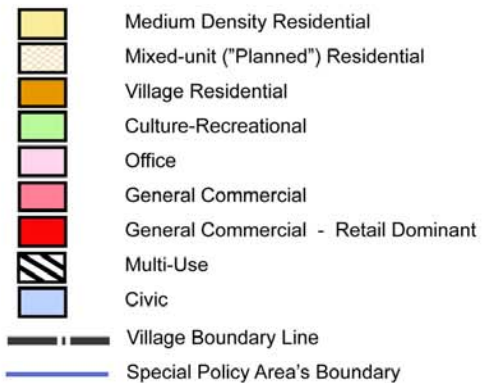 Medium Density Residential
Mixed-unit ("Planned") Residential
Village Residential
Culture-Recreational
Office
General Commercial
General Commercial - Retail Dominant
Multi-Use
Civic
Village Boundary Line
Special Policy Area's Boundary